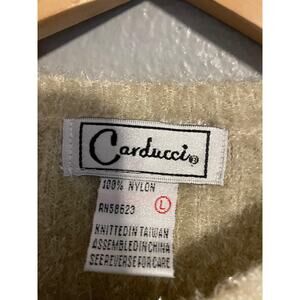 Carducci®
100% NYLON
RN58623 L
KNITTED IN TAIWAN
ASSEMBLED IN CHINA
SEE REVERSE FOR CARE